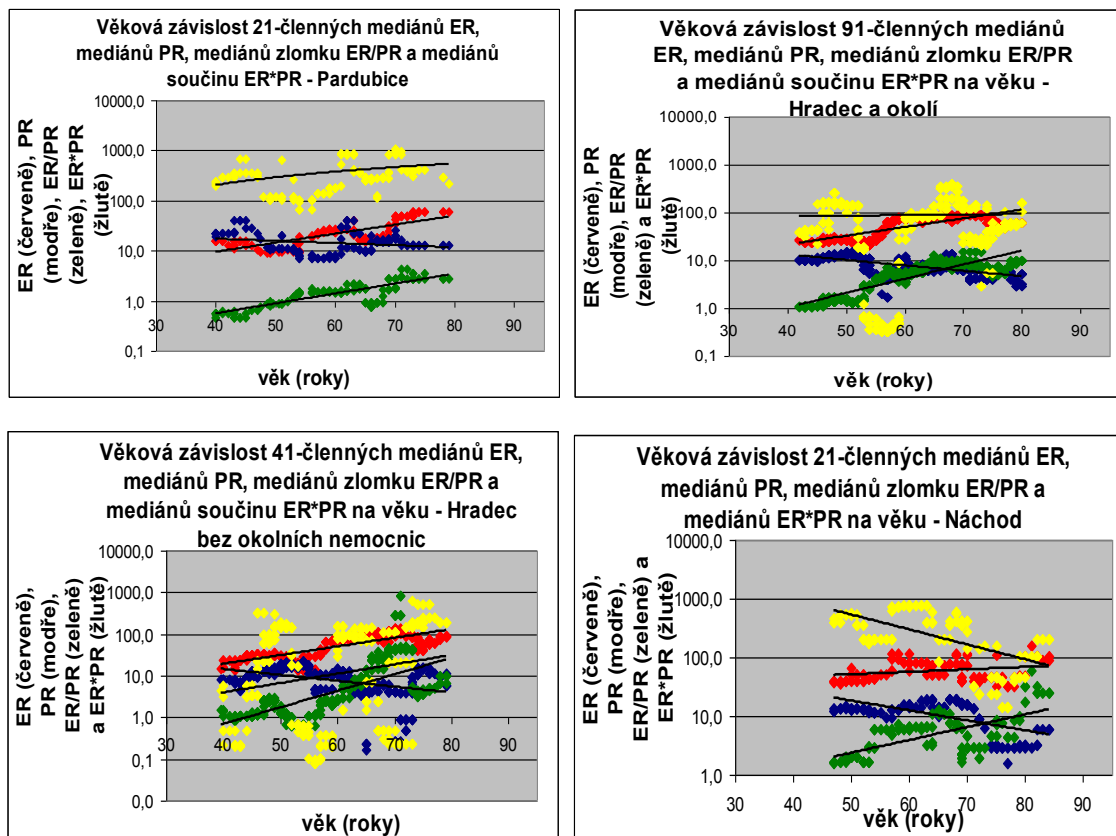 Věková závislost 21-členných mediánů ER,
mediánů PR, mediánů zlomku ER/PR a mediánů
součinu ER*PR - Pardubice
ER (červeně), PR
(modře), ER/PR
(zeleně), ER*PR
(žlutě)
10000,0
1000,0
100,0
10,0
1,0
0,1
30 40 50 60 70 80 90
věk (roky)
Věková závislost 91-členných mediánů
ER, mediánů PR, mediánů zlomku ER/PR
a mediánů součinu ER*PR na věku -
Hradec a okolí
ER (červeně), PR
(modře), ER/PR
(zeleně) a ER*PR
(žlutě)
10000,0
1000,0
100,0
10,0
1,0
0,1
30 40 50 60 70 80 90
věk (roky)
Věková závislost 41-členných mediánů ER,
mediánů PR, mediánů zlomku ER/PR a
mediánů součinu ER*PR na věku - Hradec
bez okolních nemocnic
ER (červeně),
PR (modře),
ER/PR (zeleně)
a ER*PR (žlutě)
10000,0
1000,0
100,0
10,0
1,0
0,1
0,0
30 40 50 60 70 80 90
věk (roky)
Věková závislost 21-členných mediánů ER,
mediánů PR, mediánů zlomku ER/PR a
mediánů ER*PR na věku - Náchod
ER (červeně),
PR (modře),
ER/PR (zeleně) a
ER*PR (žlutě)
10000,0
1000,0
100,0
10,0
1,0
30 40 50 60 70 80 90
věk (roky)